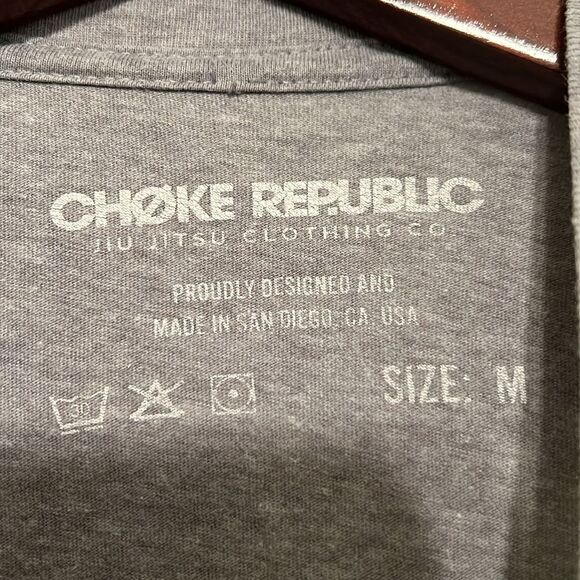 CHØKE REPUBLIC
JIU JITSU CLOTHING CO
PROUDLY DESIGNED AND
MADE IN SAN DIEGO, CA. USA
30
SIZE: M